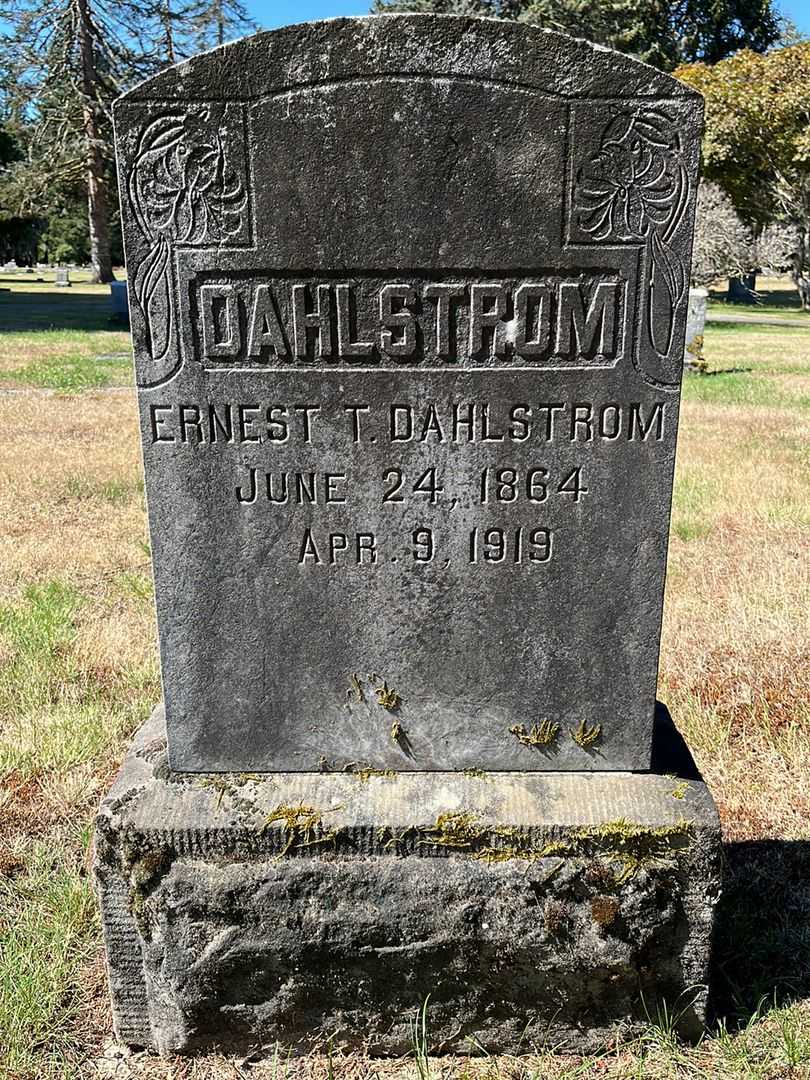 DAHLSTROM
ERNEST T. DAHLSTROM
JUNE 24, 1864
APR. 9, 1919